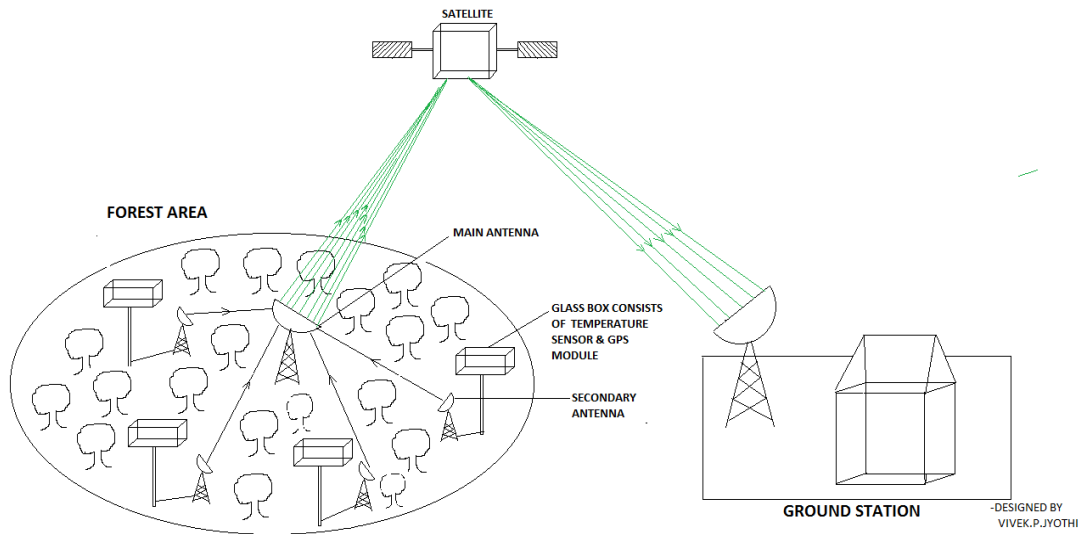 SATELLITE
FOREST AREA
MAIN ANTENNA
GLASS BOX CONSISTS
OF TEMPERATURE
SENSOR & GPS
MODULE
SECONDARY
ANTENNA
GROUND STATION
-DESIGNED BY
VIVEK.P.JYOTHI